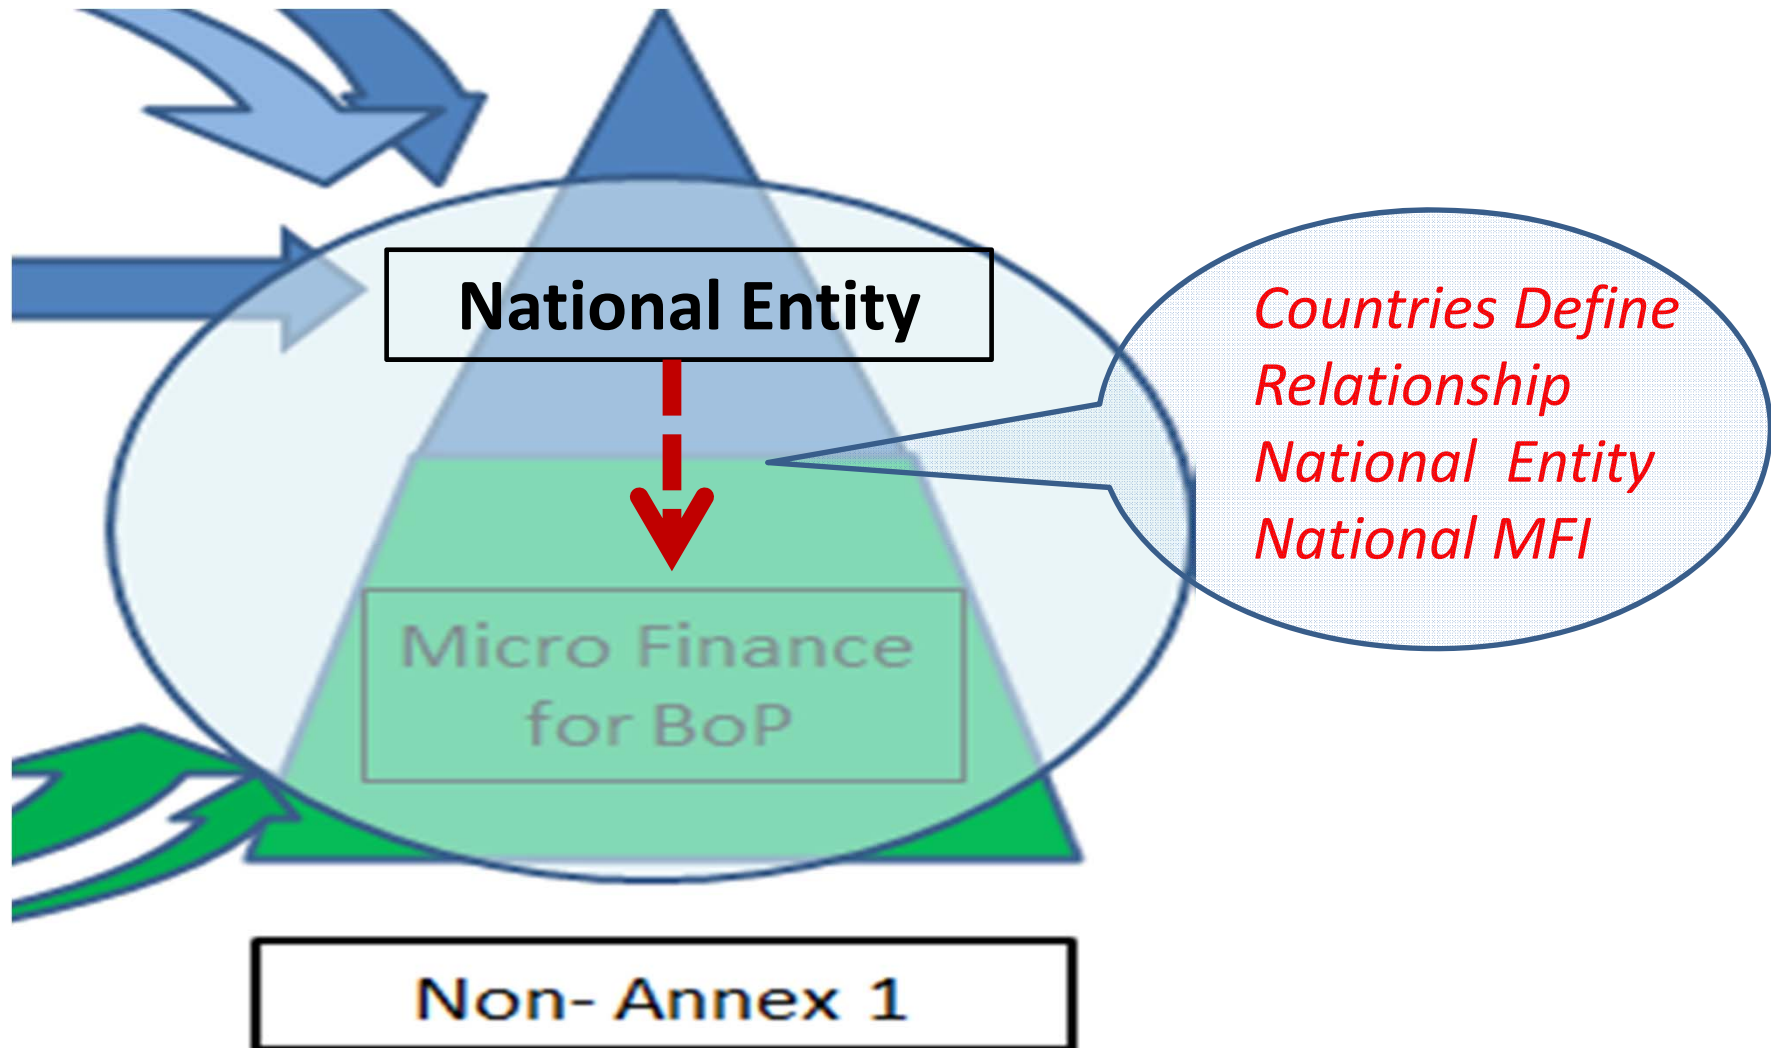 National Entity
Countries Define
Relationship
National Entity
National MFI
Micro Finance
for BoP
Non- Annex 1